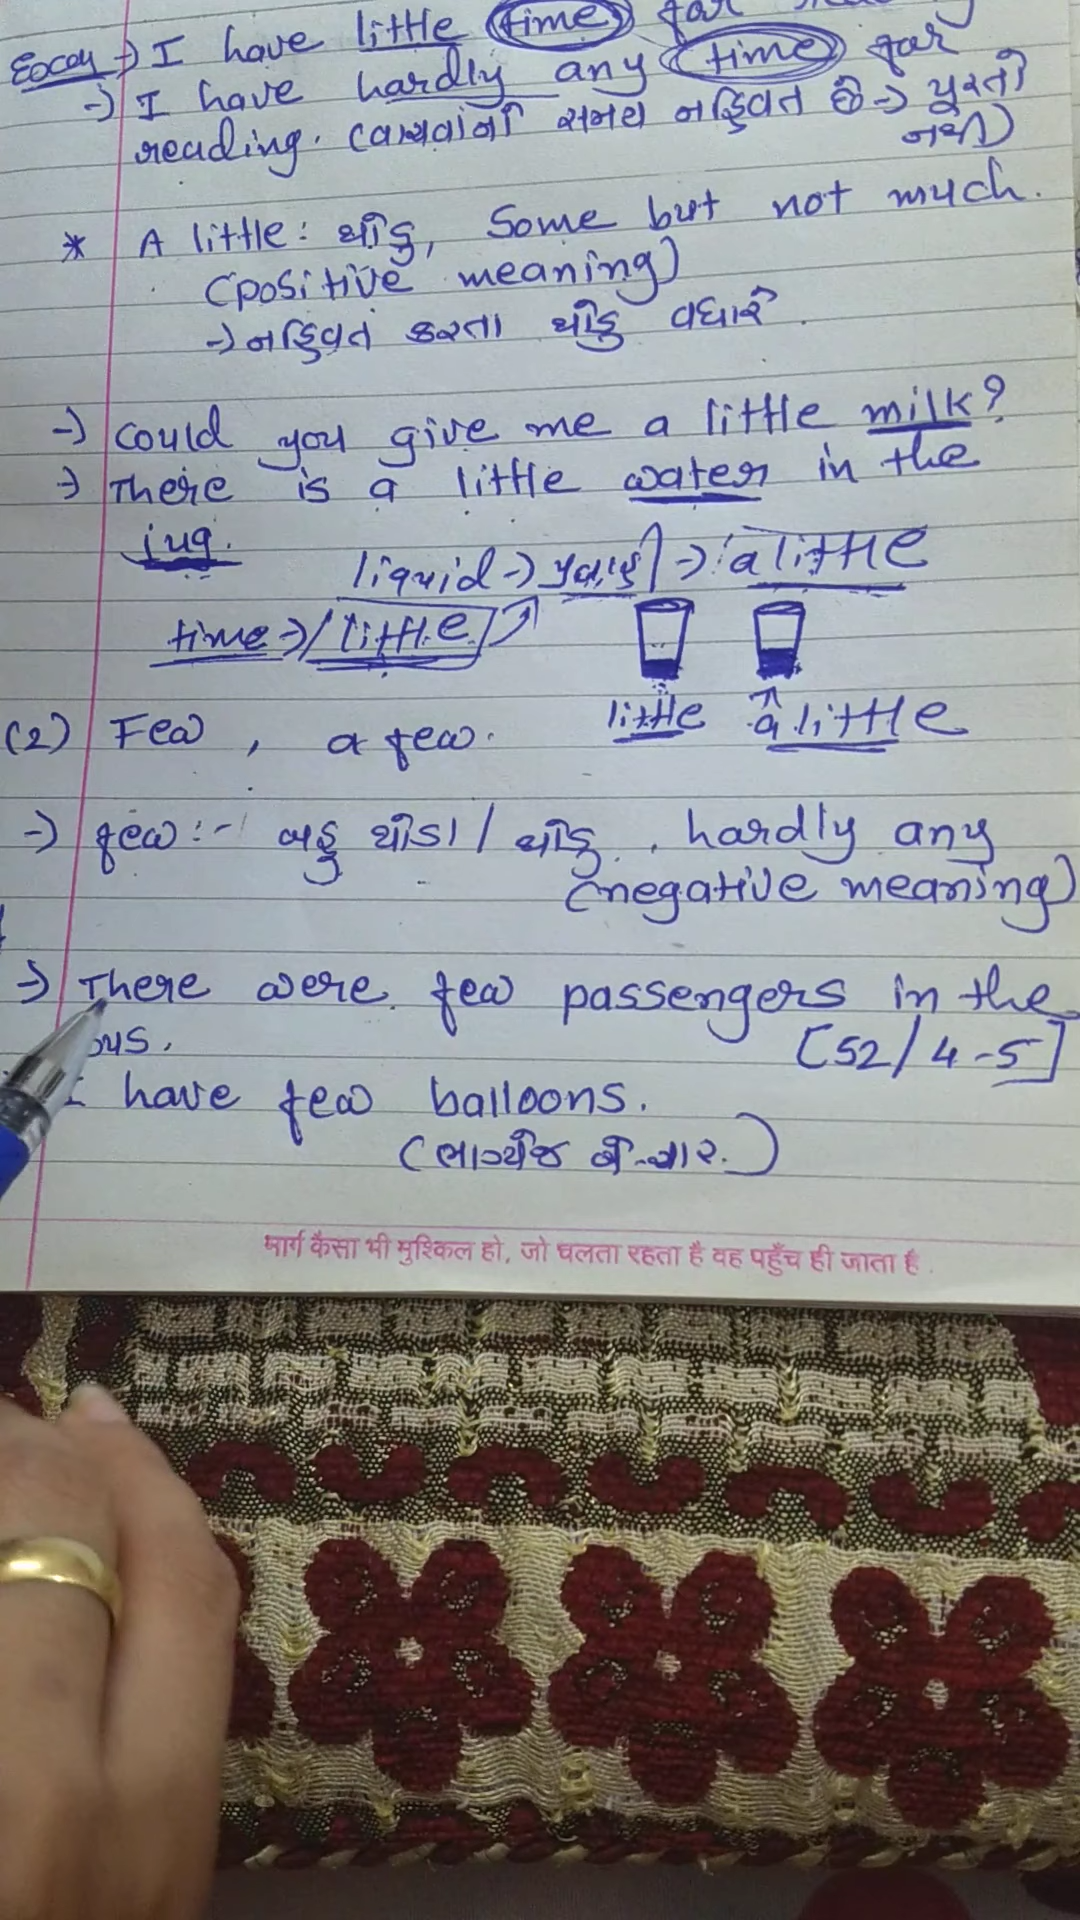 Excay → I have little time for
→ I have hardly any time for
reading. (વાચવાનો સમય નહિવત છે → પૂરતો
નથી)
* A little: થોડુ, Some but not much.
(positive meaning)
→ નહિવત કરતા થોડુ વધારે.
→ Could you give me a little milk?
→ There is a little water in the
jug.
liquid → પ્રવાહી → a little
time → little
little a little
(2) Few, a few.
→ few :- બહુ થોડા / થોડુ, hardly any
(negative meaning)
→ There were few passengers in the
bus. [52/4-5]
I have few balloons.
(ભાગ્યેજ બે-ચાર.)
मार्ग कैसा भी मुश्किल हो, जो चलता रहता है वह पहुँच ही जाता है.